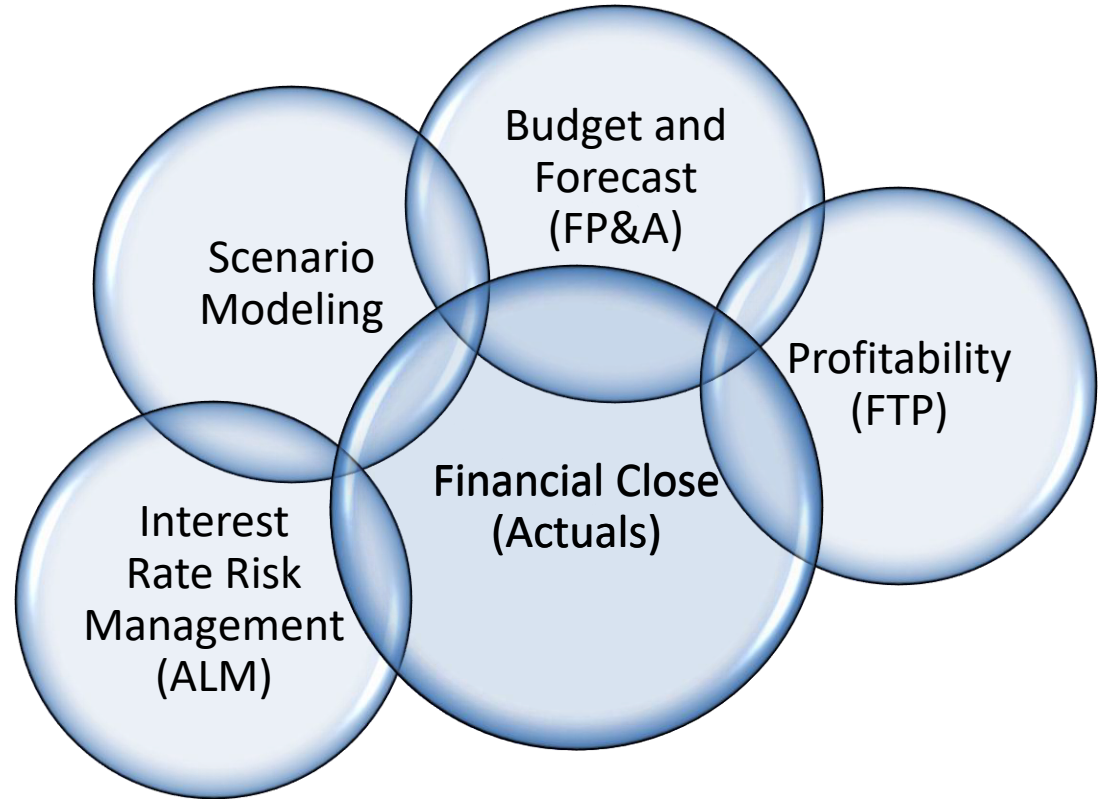 Budget and
Forecast
(FP&A)
Scenario
Modeling
Profitability
(FTP)
Financial Close
(Actuals)
Interest
Rate Risk
Management
(ALM)